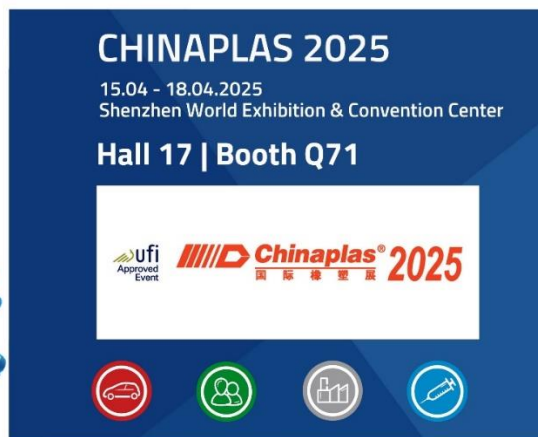 CHINAPLAS 2025
15.04 - 18.04.2025
Shenzhen World Exhibition & Convention Center
Hall 17 | Booth Q71
ufi
Approved
Event
Chinaplas® 2025
国际橡塑展